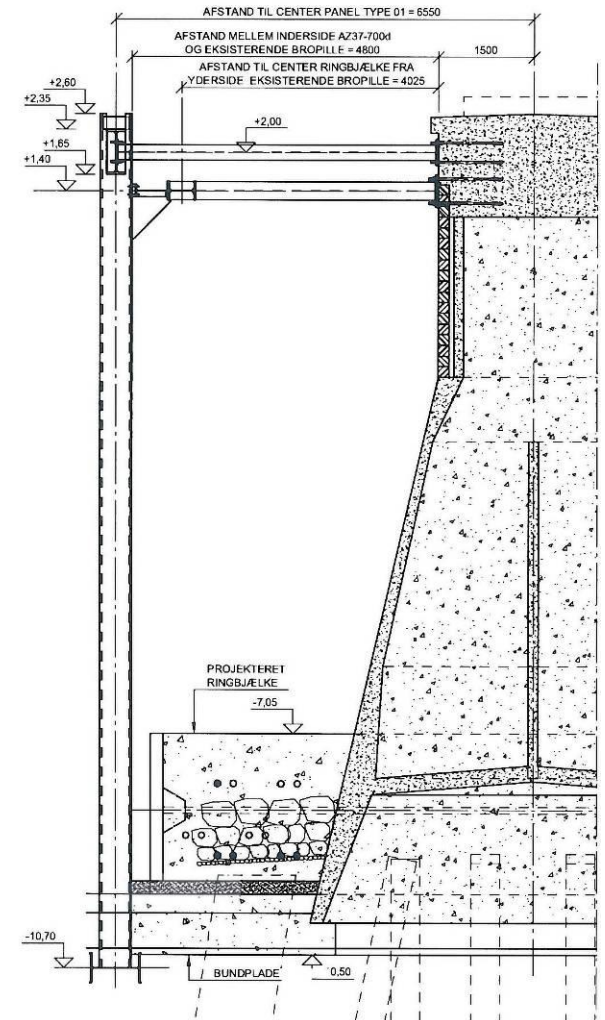 AFSTAND TIL CENTER PANEL TYPE 01 = 6550
AFSTAND MELLEM INDERSIDE AZ37-700d
OG EKSISTERENDE BROPILLE = 4800
1500
AFSTAND TIL CENTER RINGBJÆLKE FRA
YDERSIDE EKSISTERENDE BROPILLE = 4025
+2,60
+2,35
+2,00
+1,65
+1,40
PROJEKTERET
RINGBJÆLKE
-7,05
-10,70
BUNDPLADE
0,50